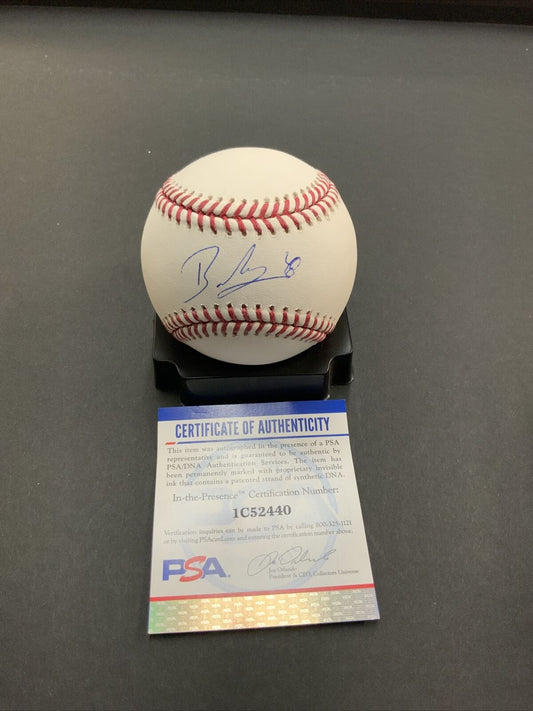 CERTIFICATE OF AUTHENTICITY
This item was autographed in the presence of a PSA
representative and is guaranteed to be authentic by
PSA/DNA Authentication Services. The item has
been permanently marked with proprietary invisible
ink that contains a patented strand of synthetic DNA.
In-the-Presence™ Certification Number:
1C52440
Verification inquiries can be made to PSA by calling 800-325-1121
or by visiting PSAcard.com and entering the certification number above.
PSA.
Joe Orlando
President & CEO, Collectors Universe